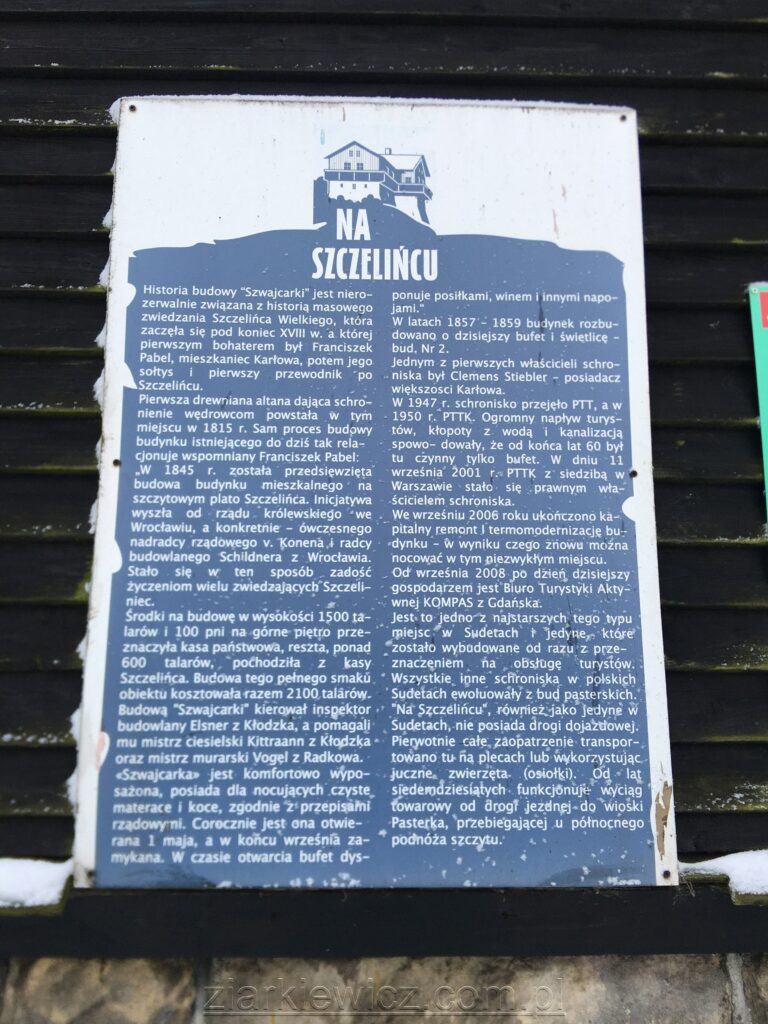 NA
SZCZELIŃCU
Historia budowy "Szwajcarki" jest niero-
zerwalnie związana z historią masowego
zwiedzania Szczelińca Wielkiego, która
zaczęła się pod koniec XVIII w. a której
pierwszym bohaterem był Franciszek
Pabel, mieszkaniec Karłowa, potem jego
sołtys i pierwszy przewodnik po
Szczelińcu.
Pierwsza drewniana altana dająca schro-
nienie wędrowcom powstała w tym
miejscu w 1815 r. Sam proces budowy
budynku istniejącego do dziś tak rela-
cjonuje wspomniany Franciszek Pabel:
„W 1845 r. została przedsięwzięta
budowa budynku mieszkalnego na
szczytowym plato Szczelińca. Inicjatywa
wyszła od rządu królewskiego we
Wrocławiu, a konkretnie - ówczesnego
nadradcy rządowego v. Konena i radcy
budowlanego Schildnera z Wrocławia.
Stało się w ten sposób zadość
życzeniom wielu zwiedzających Szczeli-
niec.
Środki na budowę w wysokości 1500 ta-
larów i 100 pni na górne piętro prze-
znaczyła kasa państwowa, reszta, ponad
600 talarów, pochodziła z kasy
Szczelińca. Budowa tego pełnego smaku
obiektu kosztowała razem 2100 talarów.
Budową "Szwajcarki" kierował inspektor
budowlany Elsner z Kłodzka, a pomagali
mu mistrz ciesielski Kittraann z Kłodzka
oraz mistrz murarski Vogel z Radkowa.
«Szwajcarka» jest komfortowo wypo-
sażona, posiada dla nocujących czyste
materace i koce, zgodnie z przepisami
rządowymi. Corocznie jest ona otwie-
rana 1 maja, a w końcu września za-
mykana. W czasie otwarcia bufet dys-
ponuje posiłkami, winem i innymi napo-
jami."
W latach 1857 - 1859 budynek rozbu-
dowano o dzisiejszy bufet i świetlicę -
bud, Nr 2.
Jednym z pierwszych właścicieli schro-
niska był Clemens Stiebler - posiadacz
większosci Karłowa.
W 1947 r. schronisko przejęło PTT, a w
1950 r. PTTK. Ogromny napływ turys-
tów, kłopoty z wodą i kanalizacją
spowo- dowały, że od końca lat 60 był
tu czynny tylko bufet. W dniu 11
września 2001 r. PTTK z siedzibą w
Warszawie stało się prawnym wła-
ścicielem schroniska.
We wrześniu 2006 roku ukończono ka-
pitalny remont i termomodernizację bu-
dynku - w wyniku czego znowu można
nocować w tym niezwykłym miejscu.
Od września 2008 po dzień dzisiejszy
gospodarzem jest Biuro Turystyki Akty-
wnej KOMPAS z Gdańska.
Jest to jedno z najstarszych tego typu
miejsc w Sudetach i jedyne, które
zostało wybudowane od razu z prze-
znaczeniem na obsługę turystów.
Wszystkie inne schroniska w polskich
Sudetach ewoluowały z bud pasterskich.
"Na Szczelińcu", również jako jedyne w
Sudetach, nie posiada drogi dojazdowej.
Pierwotnie całe zaopatrzenie transpor-
towano tu na plecach lub wykorzystując
juczne zwierzęta (osiołki). Od lat
siedemdziesiątych funkcjonuje wyciąg
towarowy od drogi jezdnej do wioski
Pasterka, przebiegającej u północnego
podnóża szczytu.
ziarkiewicz.com.pl